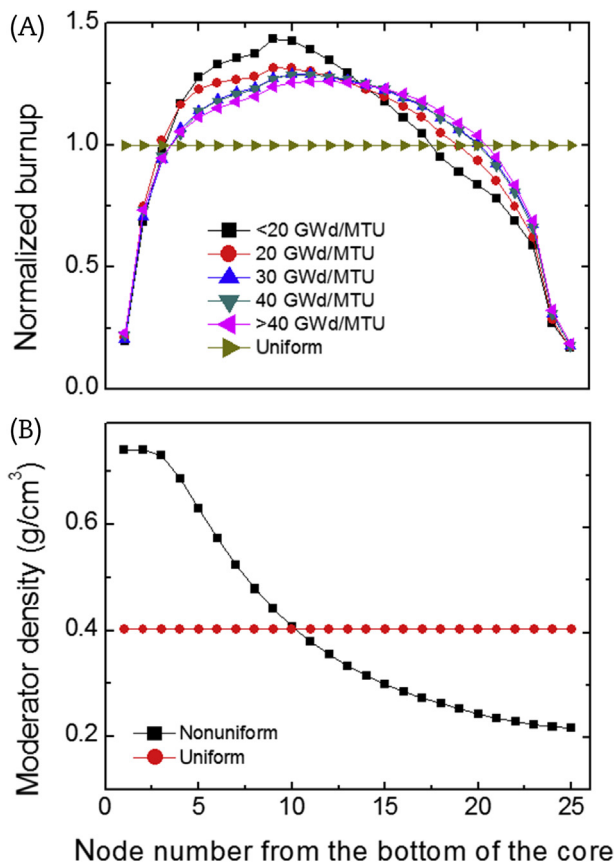 (A)
1.5
1.0
0.5
0.0
Normalized burnup
<20 GWd/MTU
20 GWd/MTU
30 GWd/MTU
40 GWd/MTU
>40 GWd/MTU
Uniform
(B)
0.6
0.4
0.2
Moderator density (g/cm³)
Nonuniform
Uniform
0 5 10 15 20 25
Node number from the bottom of the core